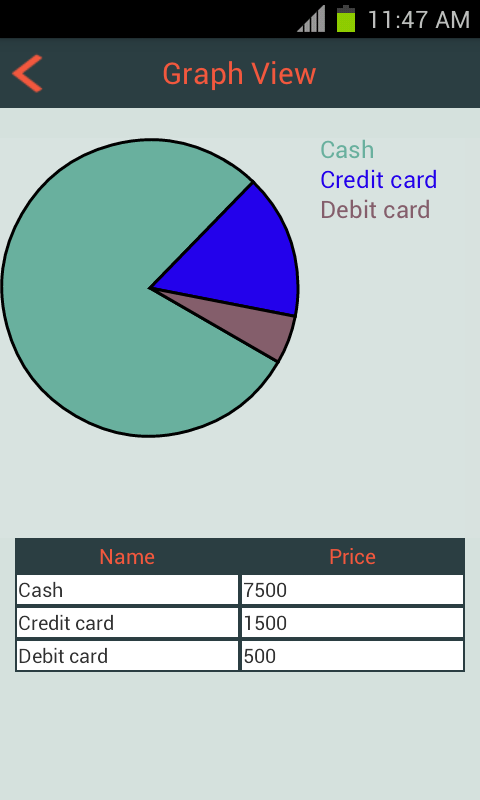 11:47 AM
Graph View
Cash
Credit card
Debit card
Name Price
Cash 7500
Credit card 1500
Debit card 500